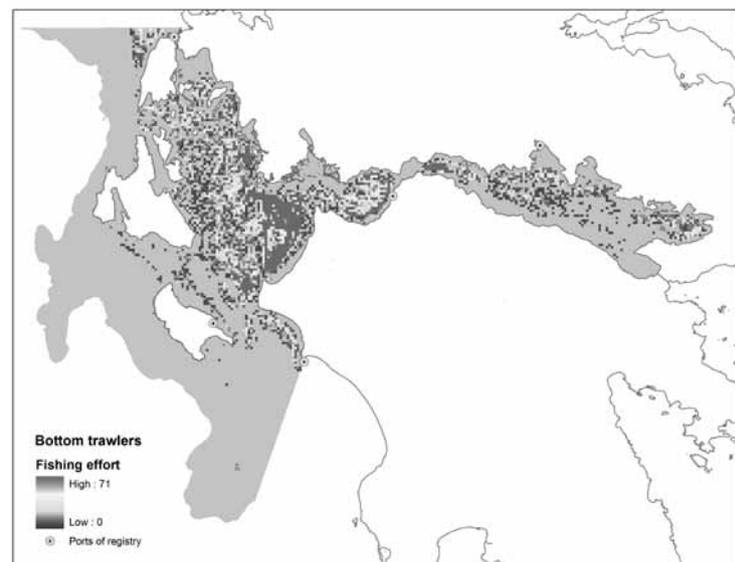 Bottom trawlers
Fishing effort
High : 71
Low : 0
Ports of registry